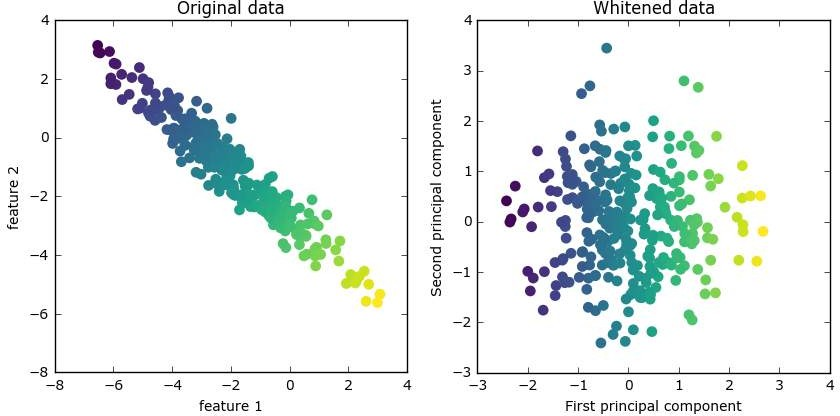 Original data
4
2
0
−2
−4
−6
−8
feature 2
−8 −6 −4 −2 0 2 4
feature 1
Whitened data
4
3
2
1
0
−1
−2
−3
Second principal component
−3 −2 −1 0 1 2 3 4
First principal component